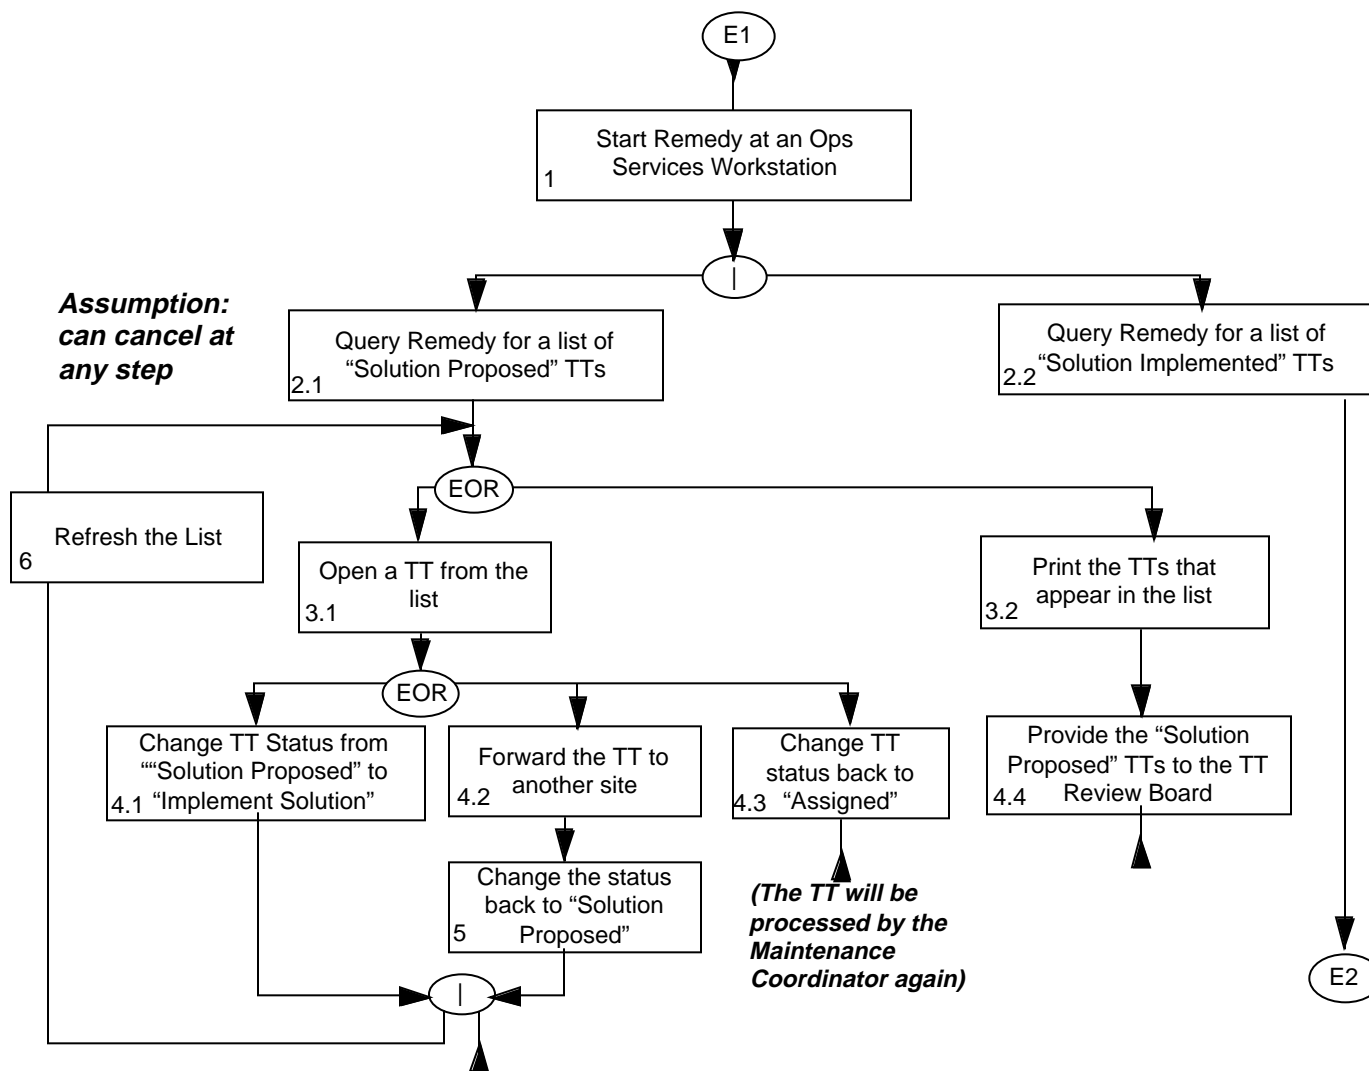 E1
Start Remedy at an Ops
Services Workstation
1
|
Assumption:
can cancel at
any step
Query Remedy for a list of
“Solution Proposed” TTs
2.1
Query Remedy for a list of
“Solution Implemented” TTs
2.2
EOR
Refresh the List
6
Open a TT from the
list
3.1
Print the TTs that
appear in the list
3.2
EOR
Change TT Status from
““Solution Proposed” to
“Implement Solution”
4.1
Forward the TT to
another site
4.2
Change TT
status back to
“Assigned”
4.3
Provide the “Solution
Proposed” TTs to the TT
Review Board
4.4
Change the status
back to “Solution
Proposed”
5
(The TT will be
processed by the
Maintenance
Coordinator again)
E2
|